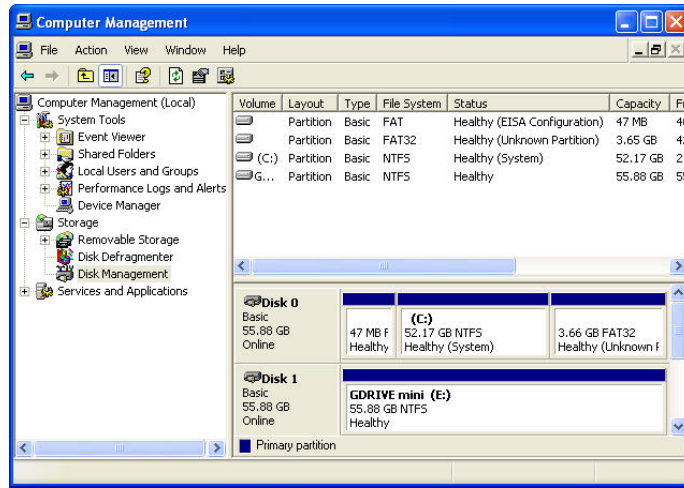 Computer Management
File Action View Window Help
Computer Management (Local)
System Tools
Event Viewer
Shared Folders
Local Users and Groups
Performance Logs and Alerts
Device Manager
Storage
Removable Storage
Disk Defragmenter
Disk Management
Services and Applications
Volume Layout Type File System Status Capacity
Partition Basic FAT Healthy (EISA Configuration) 47 MB
Partition Basic FAT32 Healthy (Unknown Partition) 3.65 GB
(C:) Partition Basic NTFS Healthy (System) 52.17 GB
G... Partition Basic NTFS Healthy 55.88 GB
Disk 0
Basic
55.88 GB
Online
47 MB F
Healthy
(C:)
52.17 GB NTFS
Healthy (System)
3.66 GB FAT32
Healthy (Unknown
Disk 1
Basic
55.88 GB
Online
GDRIVE mini (E:)
55.88 GB NTFS
Healthy
Primary partition